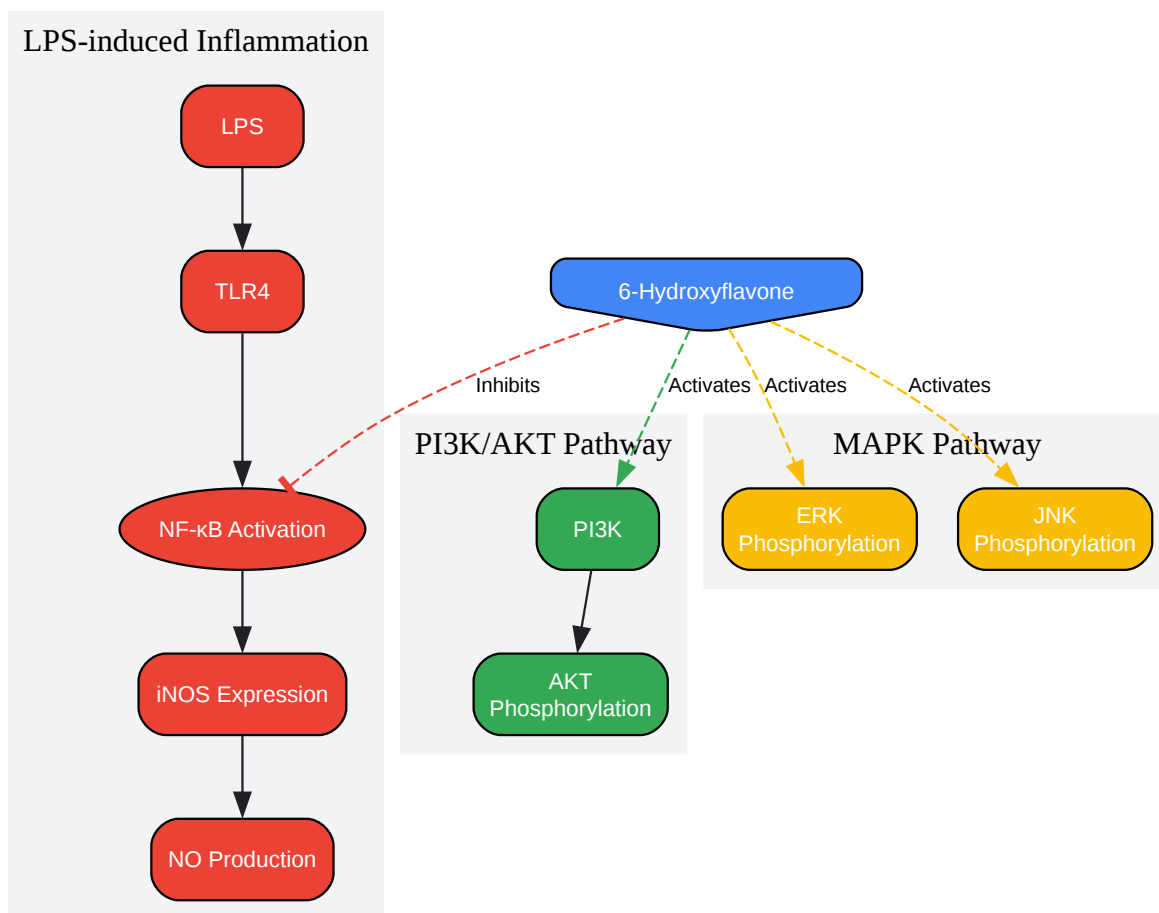 LPS-induced Inflammation
LPS
TLR4
6-Hydroxyflavone
Inhibits
Activates
Activates
Activates
PI3K/AKT Pathway
MAPK Pathway
NF-κB Activation
PI3K
ERK
Phosphorylation
JNK
Phosphorylation
iNOS Expression
AKT
Phosphorylation
NO Production